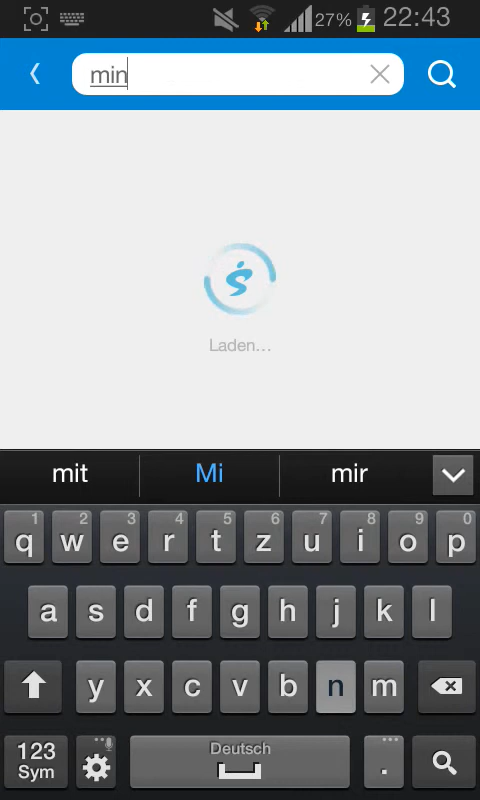 27% 22:43
min
Laden...
mit Mi mir
1 2 3 4 5 6 7 8 9 0
q w e r t z u i o p
a s d f g h j k l
y x c v b n m
123
Sym
Deutsch
.